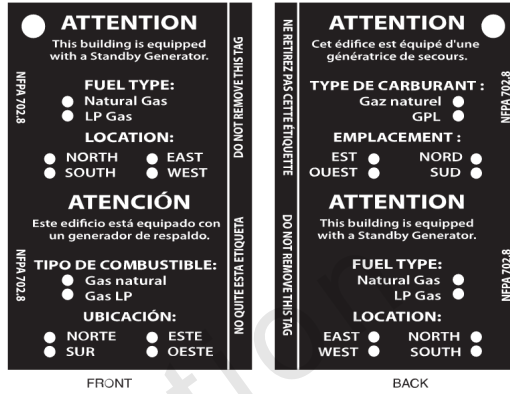 ATTENTION
This building is equipped
with a Standby Generator.
FUEL TYPE:
Natural Gas
LP Gas
LOCATION:
NORTH EAST
SOUTH WEST
NFPA 702.8
DO NOT REMOVE THIS TAG
ATENCIÓN
Este edificio está equipado con
un generador de respaldo.
TIPO DE COMBUSTIBLE:
Gas natural
Gas LP
UBICACIÓN:
NORTE ESTE
SUR OESTE
NFPA 702.8
NO QUITE ESTA ETIQUETA
FRONT
NE RETIREZ PAS CETTE ÉTIQUETTE
ATTENTION
Cet édifice est équipé d'une
génératrice de secours.
TYPE DE CARBURANT :
Gaz naturel
GPL
EMPLACEMENT :
EST NORD
OUEST SUD
NFPA 702.8
DO NOT REMOVE THIS TAG
ATTENTION
This building is equipped
with a Standby Generator.
FUEL TYPE:
Natural Gas
LP Gas
LOCATION:
EAST NORTH
WEST SOUTH
NFPA 702.8
BACK